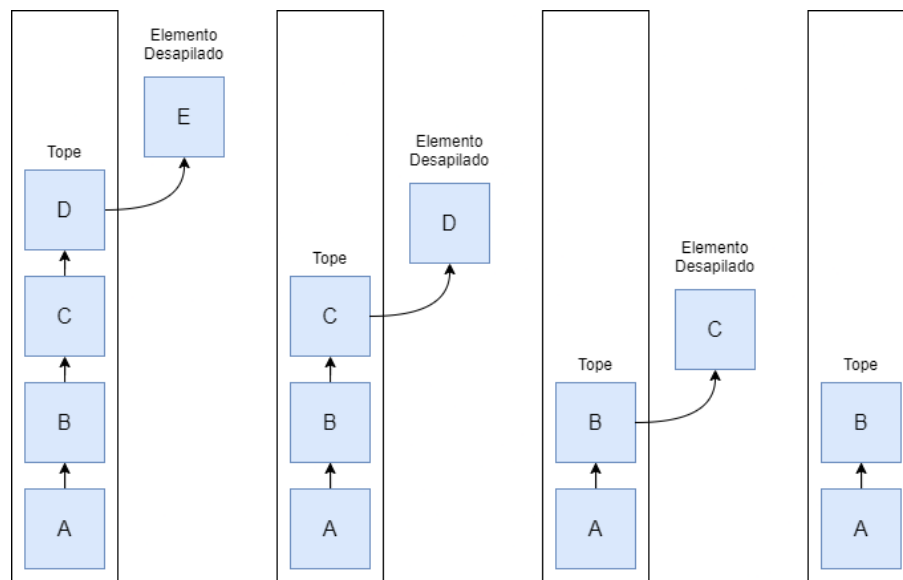 Elemento
Desapilado
E
Tope
D
C
B
A
Elemento
Desapilado
D
Tope
C
B
A
Elemento
Desapilado
C
Tope
B
A
Tope
B
A